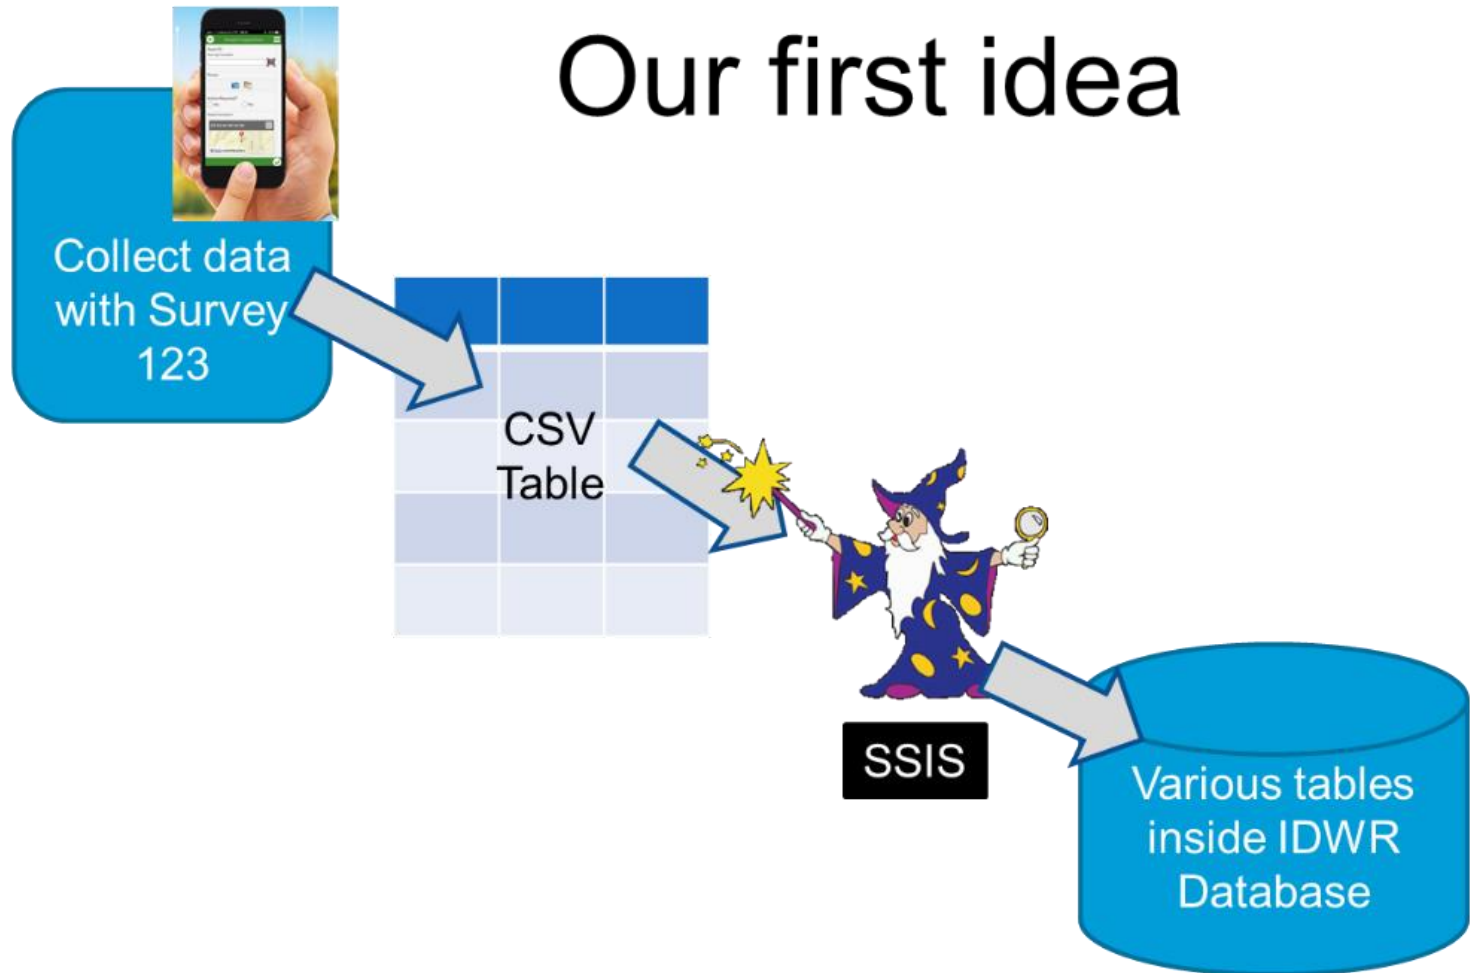 Our first idea
Collect data
with Survey
123
CSV
Table
SSIS
Various tables
inside IDWR
Database